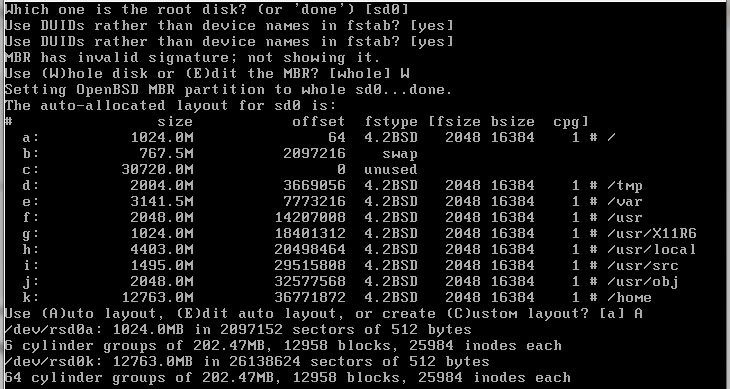 Which one is the root disk? (or 'done') [sd0]
Use DUIDs rather than device names in fstab? [yes]
Use DUIDs rather than device names in fstab? [yes]
MBR has invalid signature; not showing it.
Use (W)hole disk or (E)dit the MBR? [whole] W
Setting OpenBSD MBR partition to whole sd0...done.
The auto-allocated layout for sd0 is:
#                size           offset  fstype [fsize bsize  cpg]
  a:          1024.0M               64  4.2BSD   2048 16384    1 # /
  b:           767.5M          2097216    swap
  c:         30720.0M                0  unused
  d:          2004.0M          3669056  4.2BSD   2048 16384    1 # /tmp
  e:          3141.5M          7773216  4.2BSD   2048 16384    1 # /var
  f:          2048.0M         14207008  4.2BSD   2048 16384    1 # /usr
  g:          1024.0M         18401312  4.2BSD   2048 16384    1 # /usr/X11R6
  h:          4403.0M         20498464  4.2BSD   2048 16384    1 # /usr/local
  i:          1495.0M         29515808  4.2BSD   2048 16384    1 # /usr/src
  j:          2048.0M         32577568  4.2BSD   2048 16384    1 # /usr/obj
  k:         12763.0M         36771872  4.2BSD   2048 16384    1 # /home
Use (A)uto layout, (E)dit auto layout, or create (C)ustom layout? [a] A
/dev/rsd0a: 1024.0MB in 2097152 sectors of 512 bytes
6 cylinder groups of 202.47MB, 12958 blocks, 25984 inodes each
/dev/rsd0k: 12763.0MB in 26138624 sectors of 512 bytes
64 cylinder groups of 202.47MB, 12958 blocks, 25984 inodes each